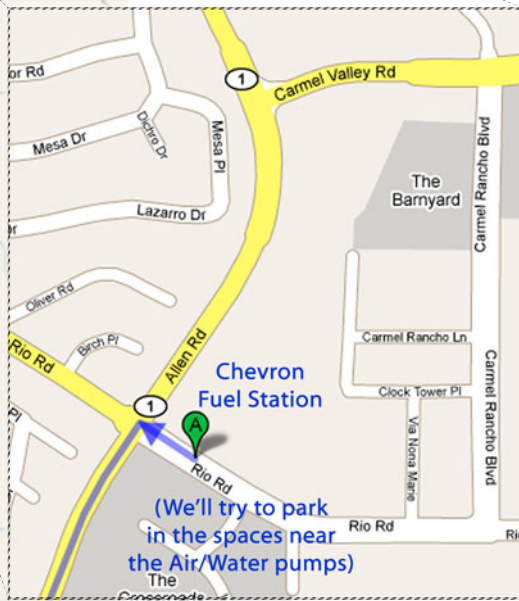 1
Carmel Valley Rd
or Rd
Mesa Dr
Dichro Dr
Mesa Pl
Lazarro Dr
The
Barnyard
Carmel Rancho Blvd
Oliver Rd
Birch Pl
Rio Rd
Allen Rd
Carmel Rancho Ln
Clock Tower Pl
Carmel Rancho Blvd
Via Nona Marie
Chevron
Fuel Station
1
A
Rio Rd
Pl
(We'll try to park
in the spaces near
the Air/Water pumps)
Rio Rd
Ri
The
Crossroads